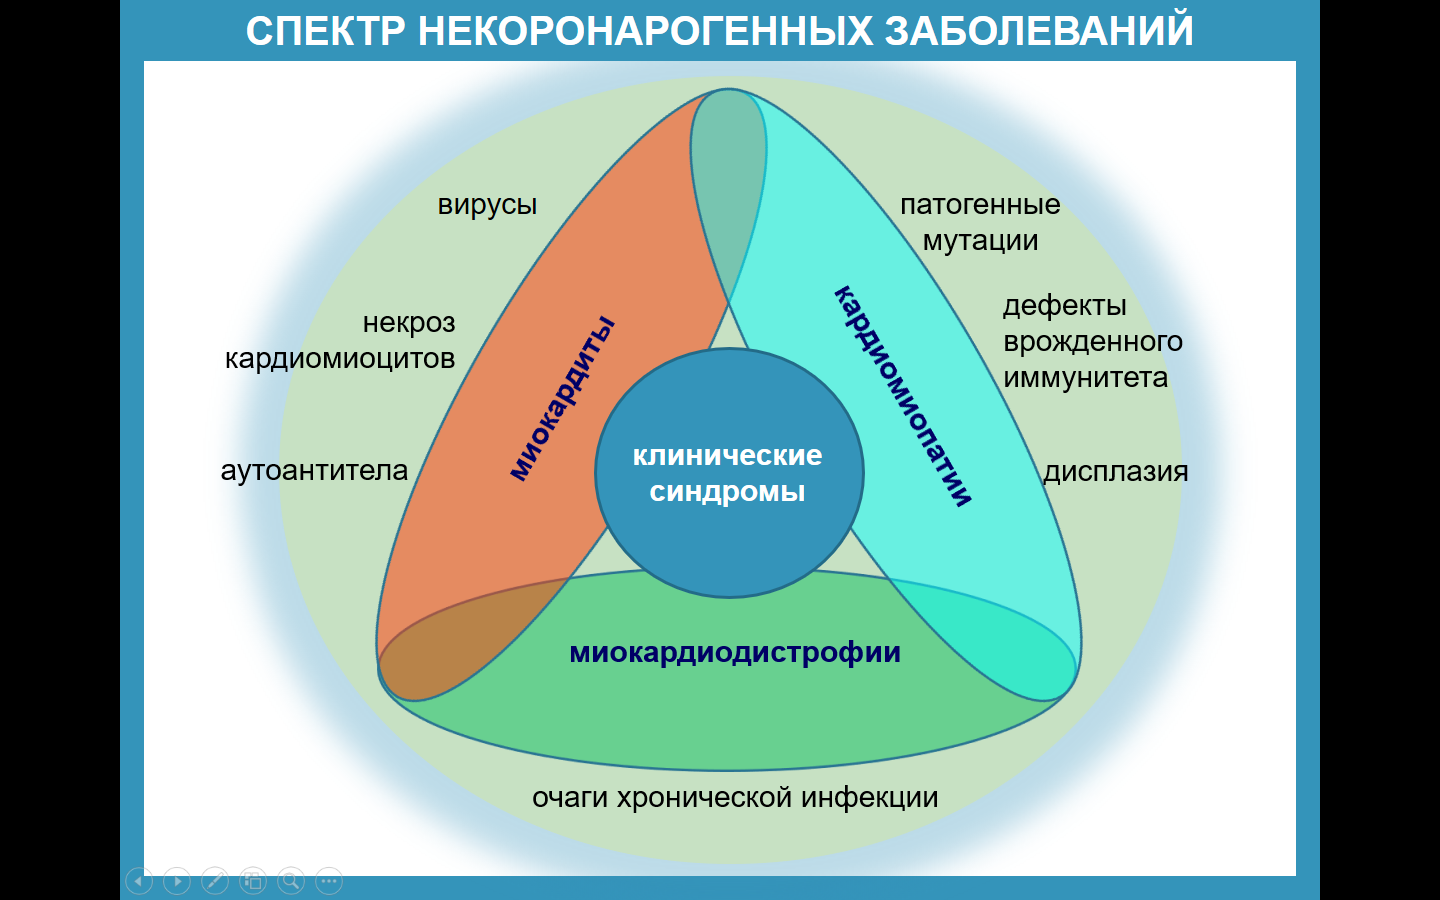 СПЕКТР НЕКОРОНАРОГЕННЫХ ЗАБОЛЕВАНИЙ
вирусы
некроз
кардиомиоцитов
аутоантитела
миокардиты
патогенные
мутации
дефекты
врожденного
иммунитета
дисплазия
кардиомиопатии
клинические
синдромы
миокардиодистрофии
очаги хронической инфекции